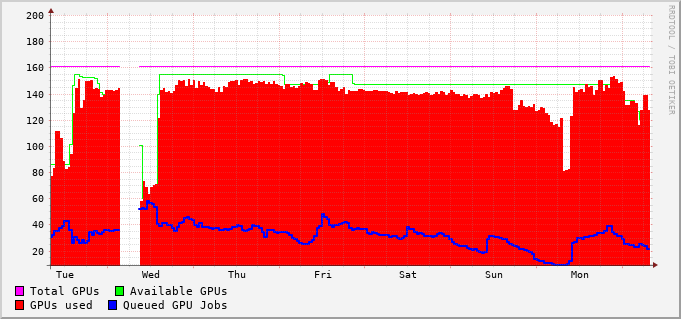 200
180
160
140
120
100
80
60
40
20
Tue Wed Thu Fri Sat Sun Mon
Total GPUs Available GPUs
GPUs used Queued GPU Jobs
RRDTOOL / TOBI OETIKER